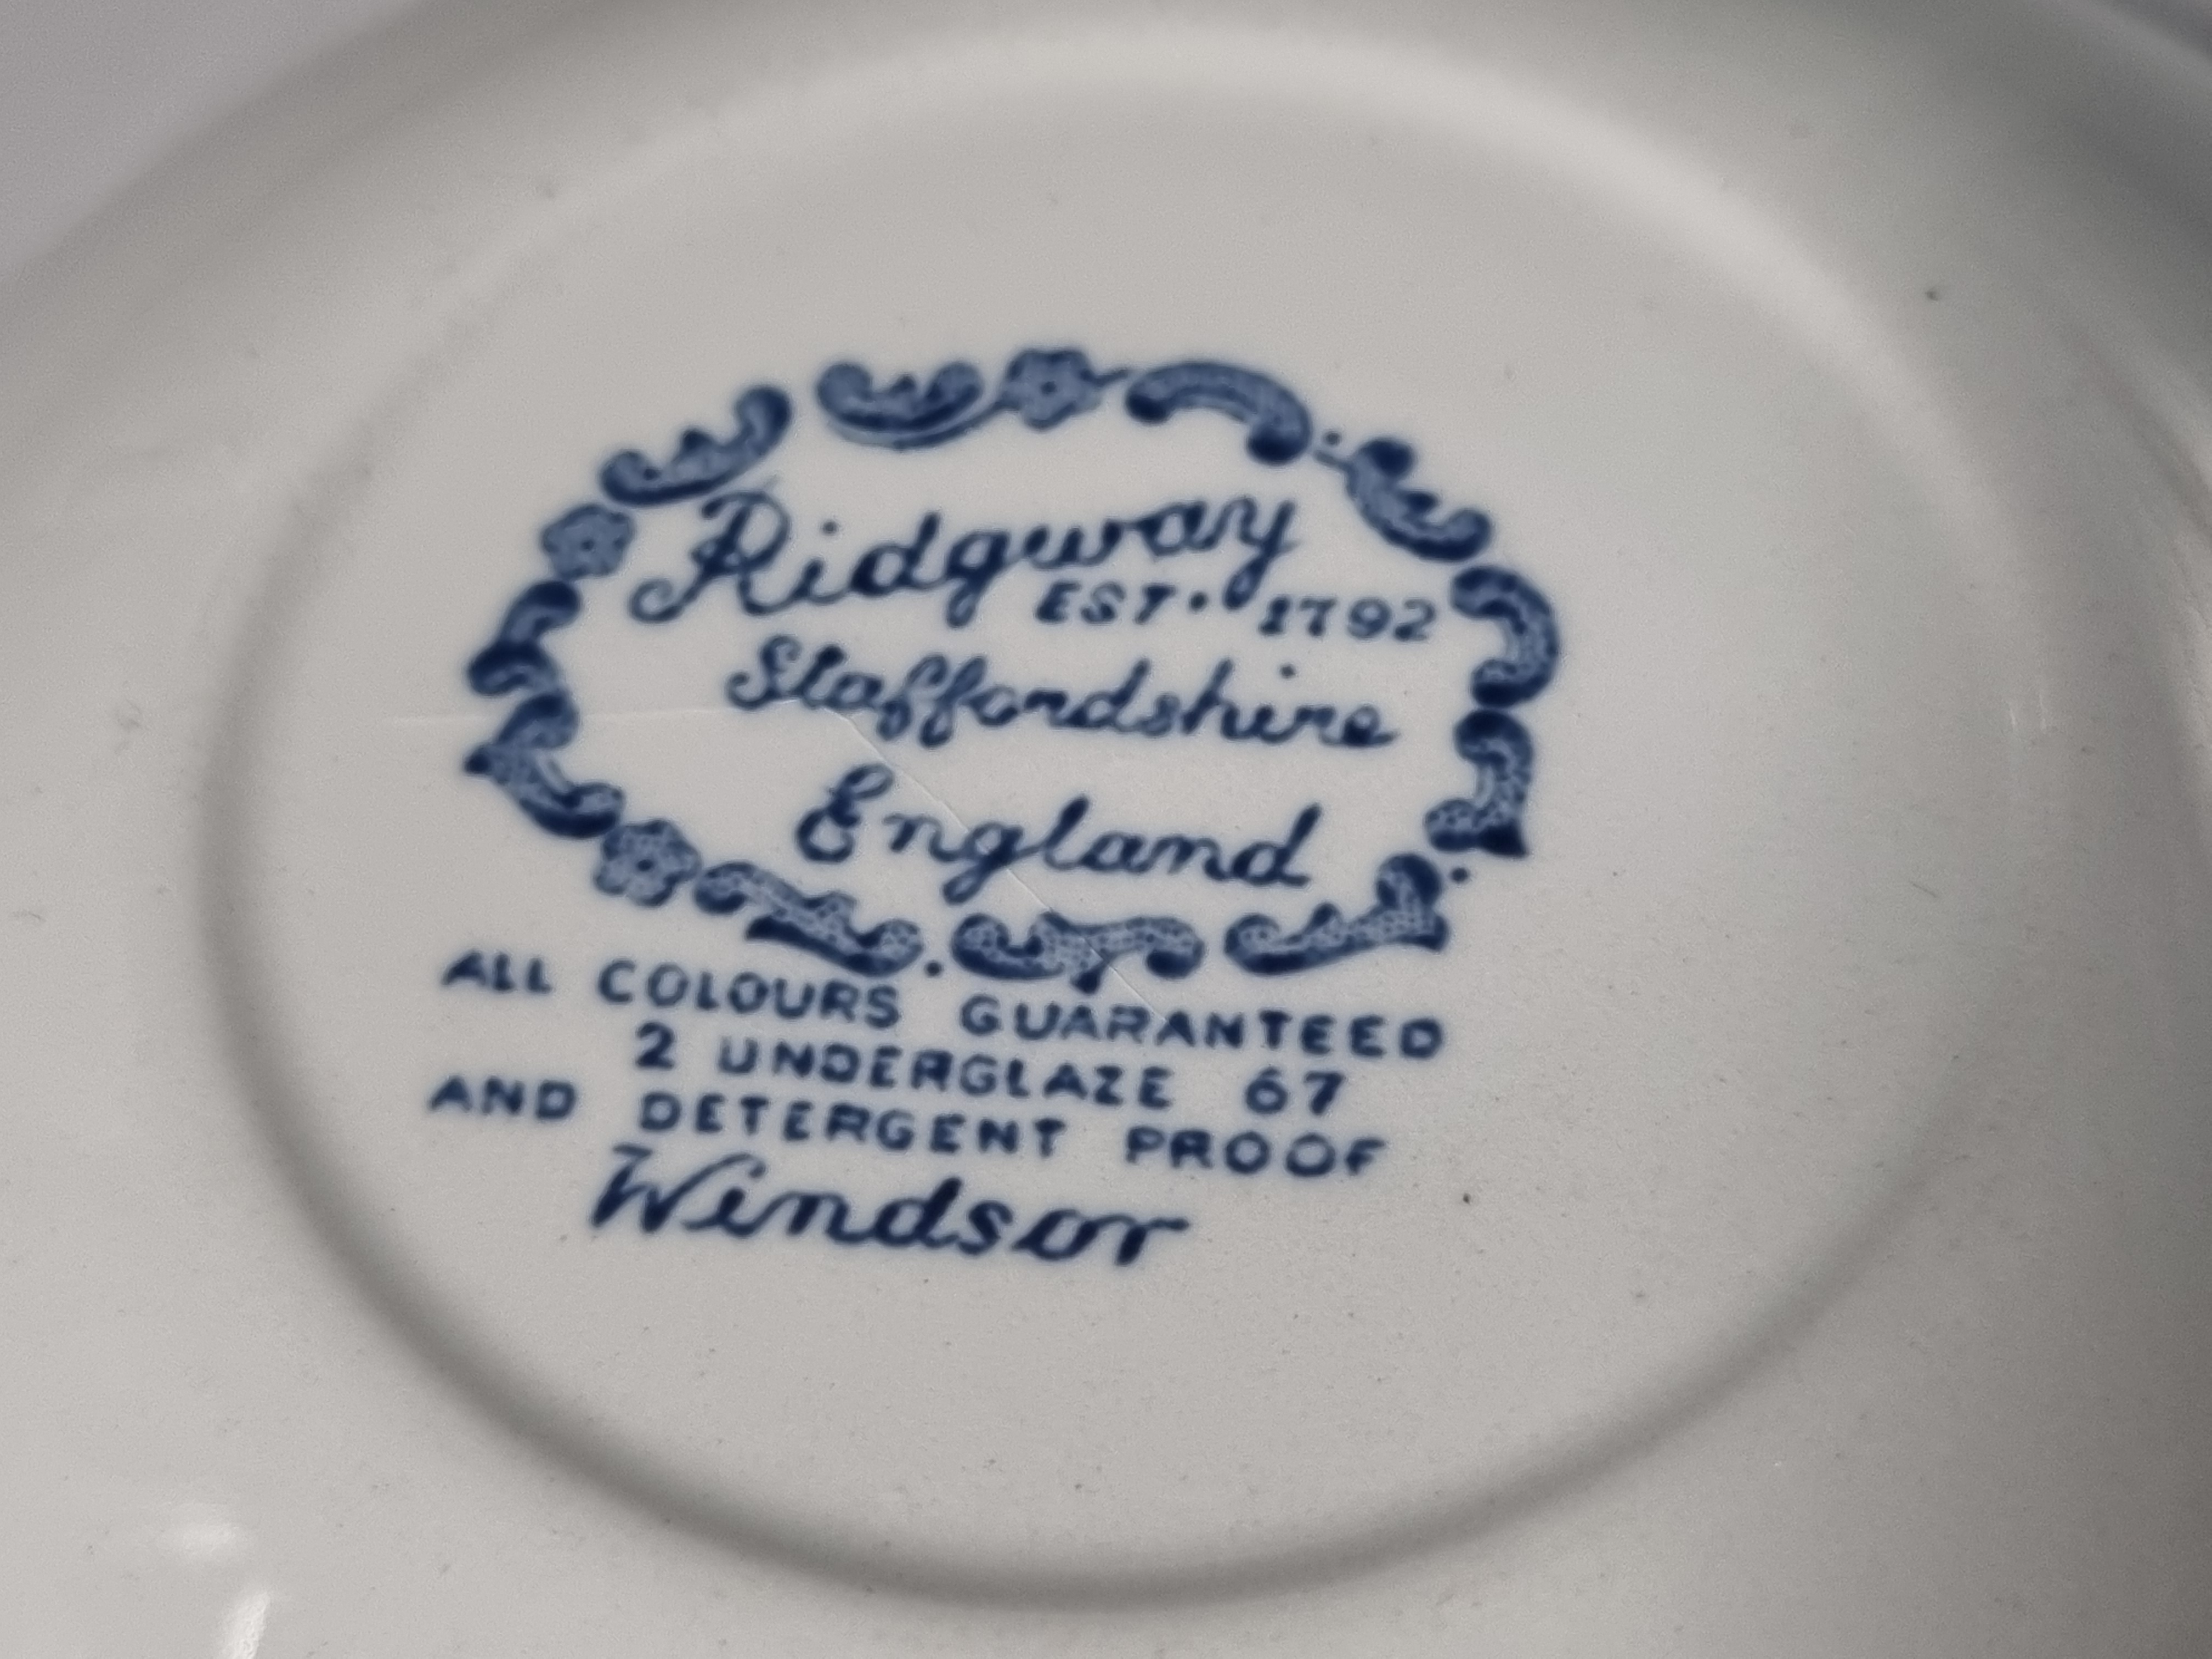 Ridgway
EST. 1792
Staffordshire
England
ALL COLOURS GUARANTEED
2 UNDERGLAZE 67
AND DETERGENT PROOF
Windsor